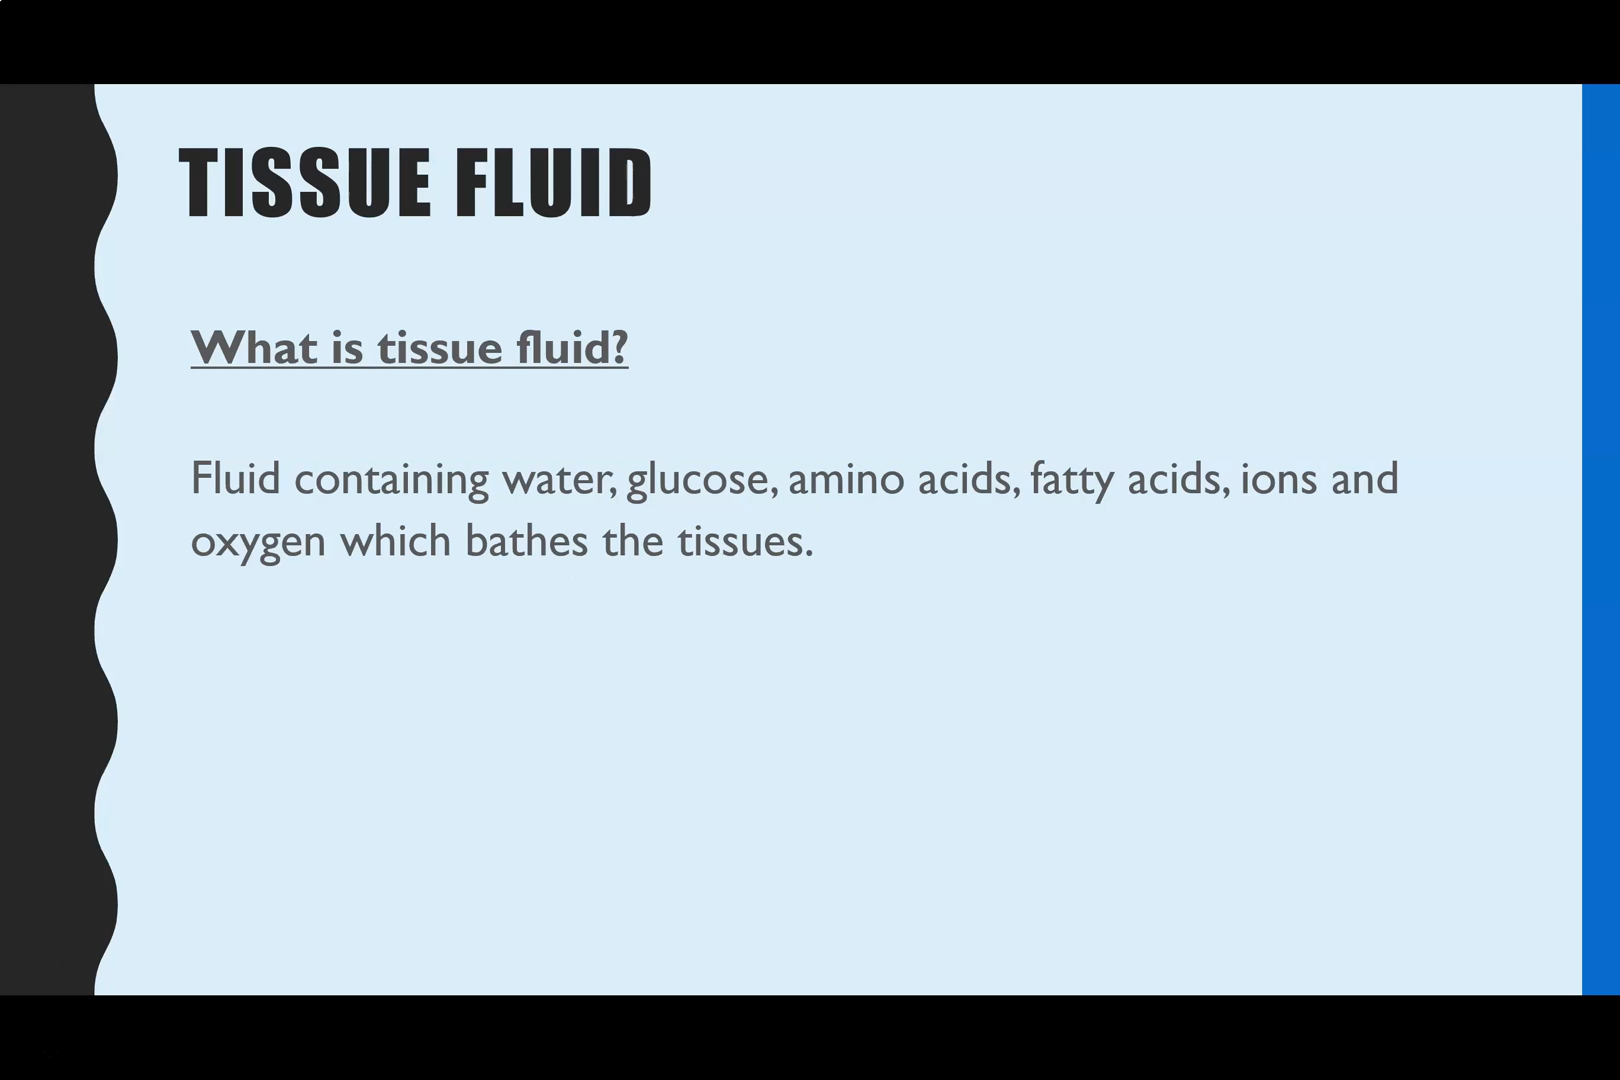 TISSUE FLUID
What is tissue fluid?
Fluid containing water, glucose, amino acids, fatty acids, ions and
oxygen which bathes the tissues.